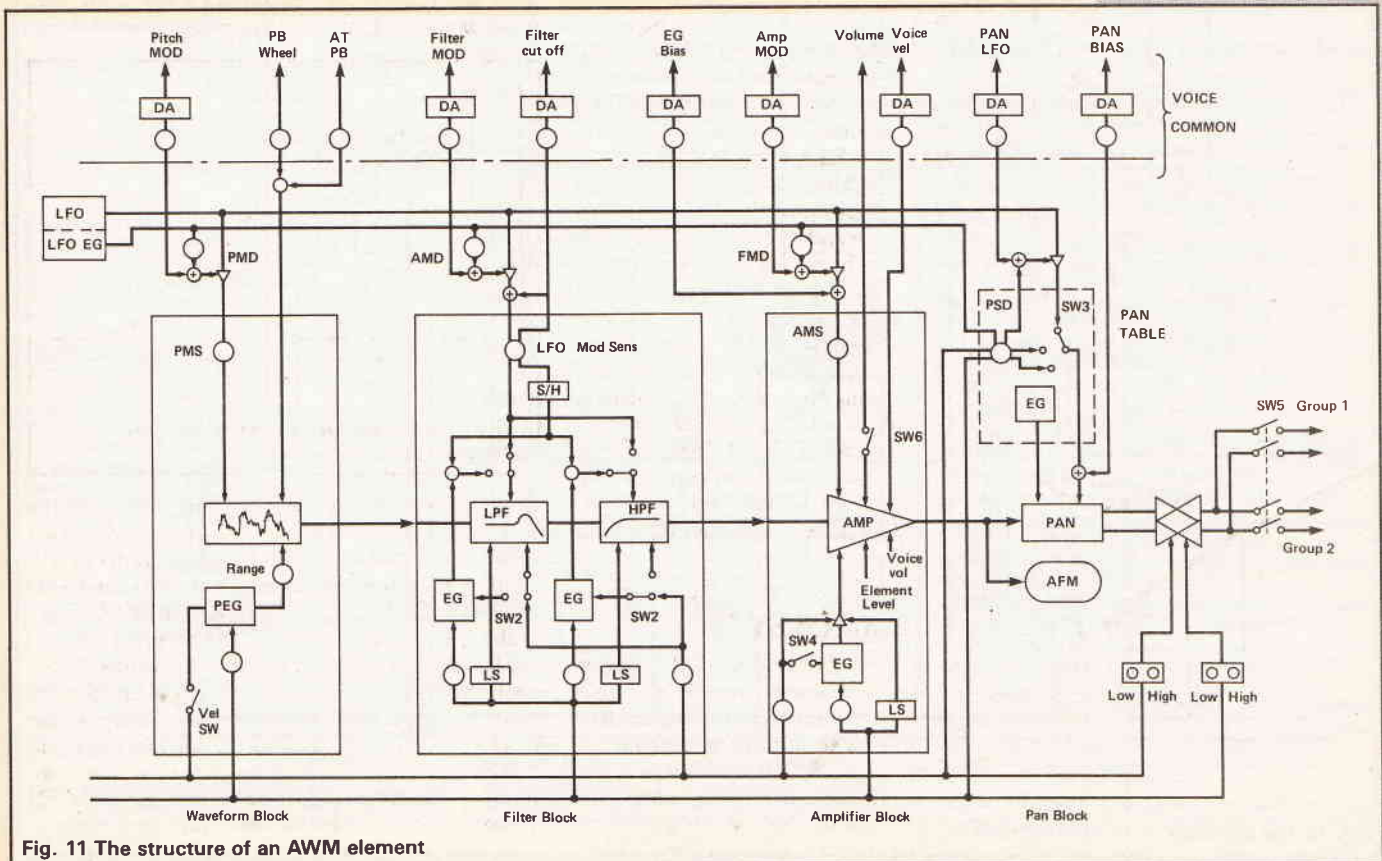 Pitch MOD
PB Wheel
AT PB
Filter MOD
Filter cut off
EG Bias
Amp MOD
Volume
Voice vel
PAN LFO
PAN BIAS
DA
DA
DA
DA
DA
DA
DA
VOICE COMMON
LFO
LFO EG
PMD
AMD
FMD
PSD
SW3
PAN TABLE
PMS
LFO Mod Sens
AMS
S/H
EG
SW6
SW5 Group 1
LPF
HPF
AMP
PAN
Group 2
Range
Voice vol
AFM
PEG
EG
SW2
EG
SW2
Element Level
SW4
EG
LS
LS
LS
Vel SW
Low High
Low High
Waveform Block
Filter Block
Amplifier Block
Pan Block
Fig. 11 The structure of an AWM element